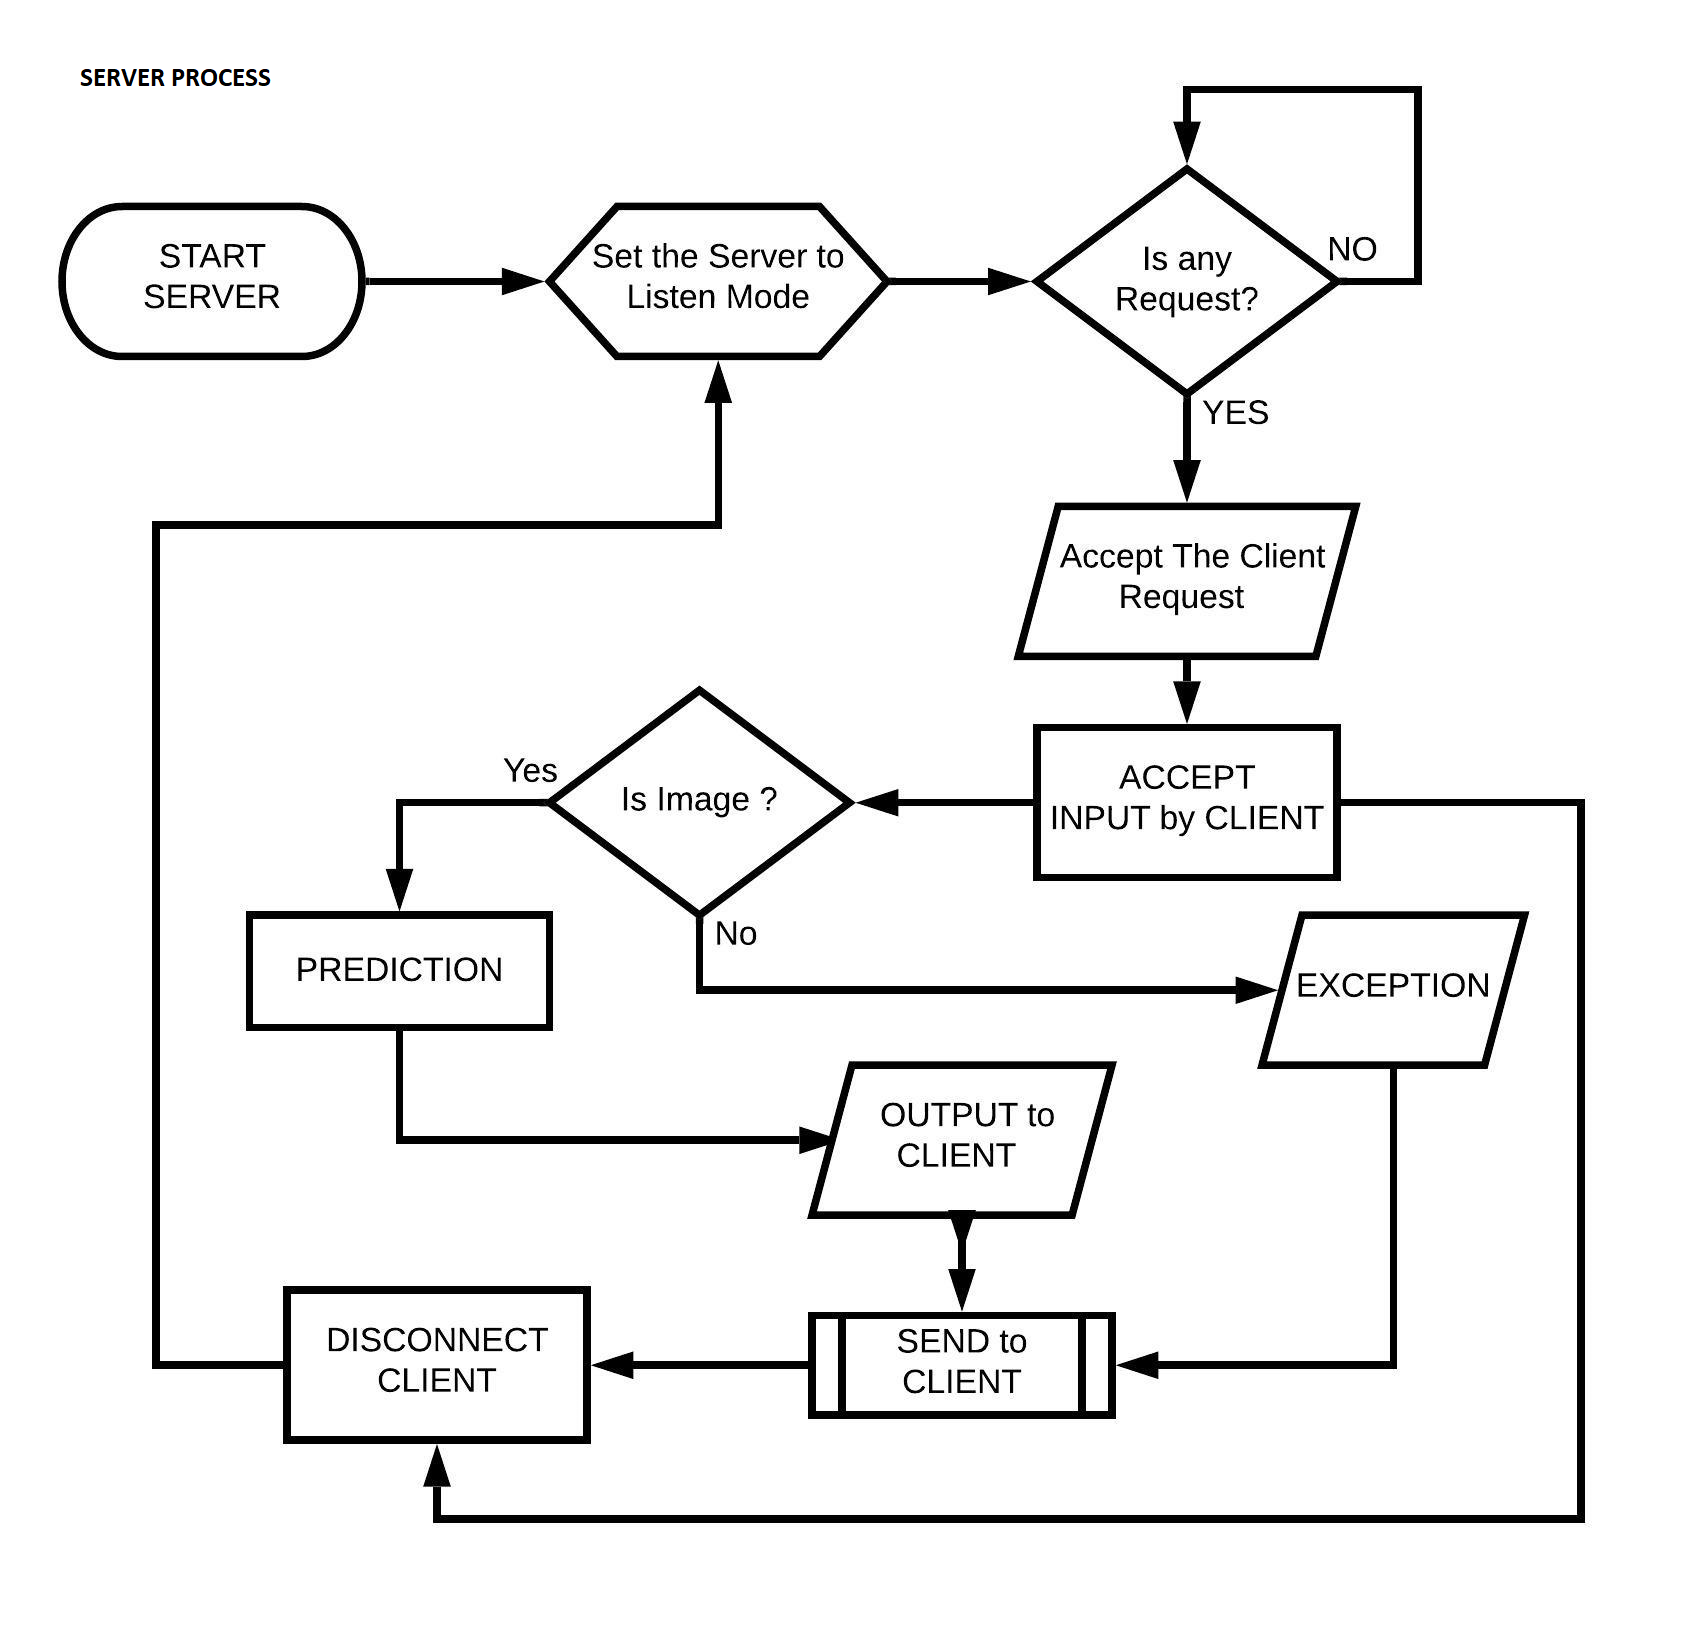 SERVER PROCESS
START
SERVER
Set the Server to
Listen Mode
Is any
Request?
NO
YES
Accept The Client
Request
ACCEPT
INPUT by CLIENT
Is Image ?
Yes
No
PREDICTION
EXCEPTION
OUTPUT to
CLIENT
SEND to
CLIENT
DISCONNECT
CLIENT